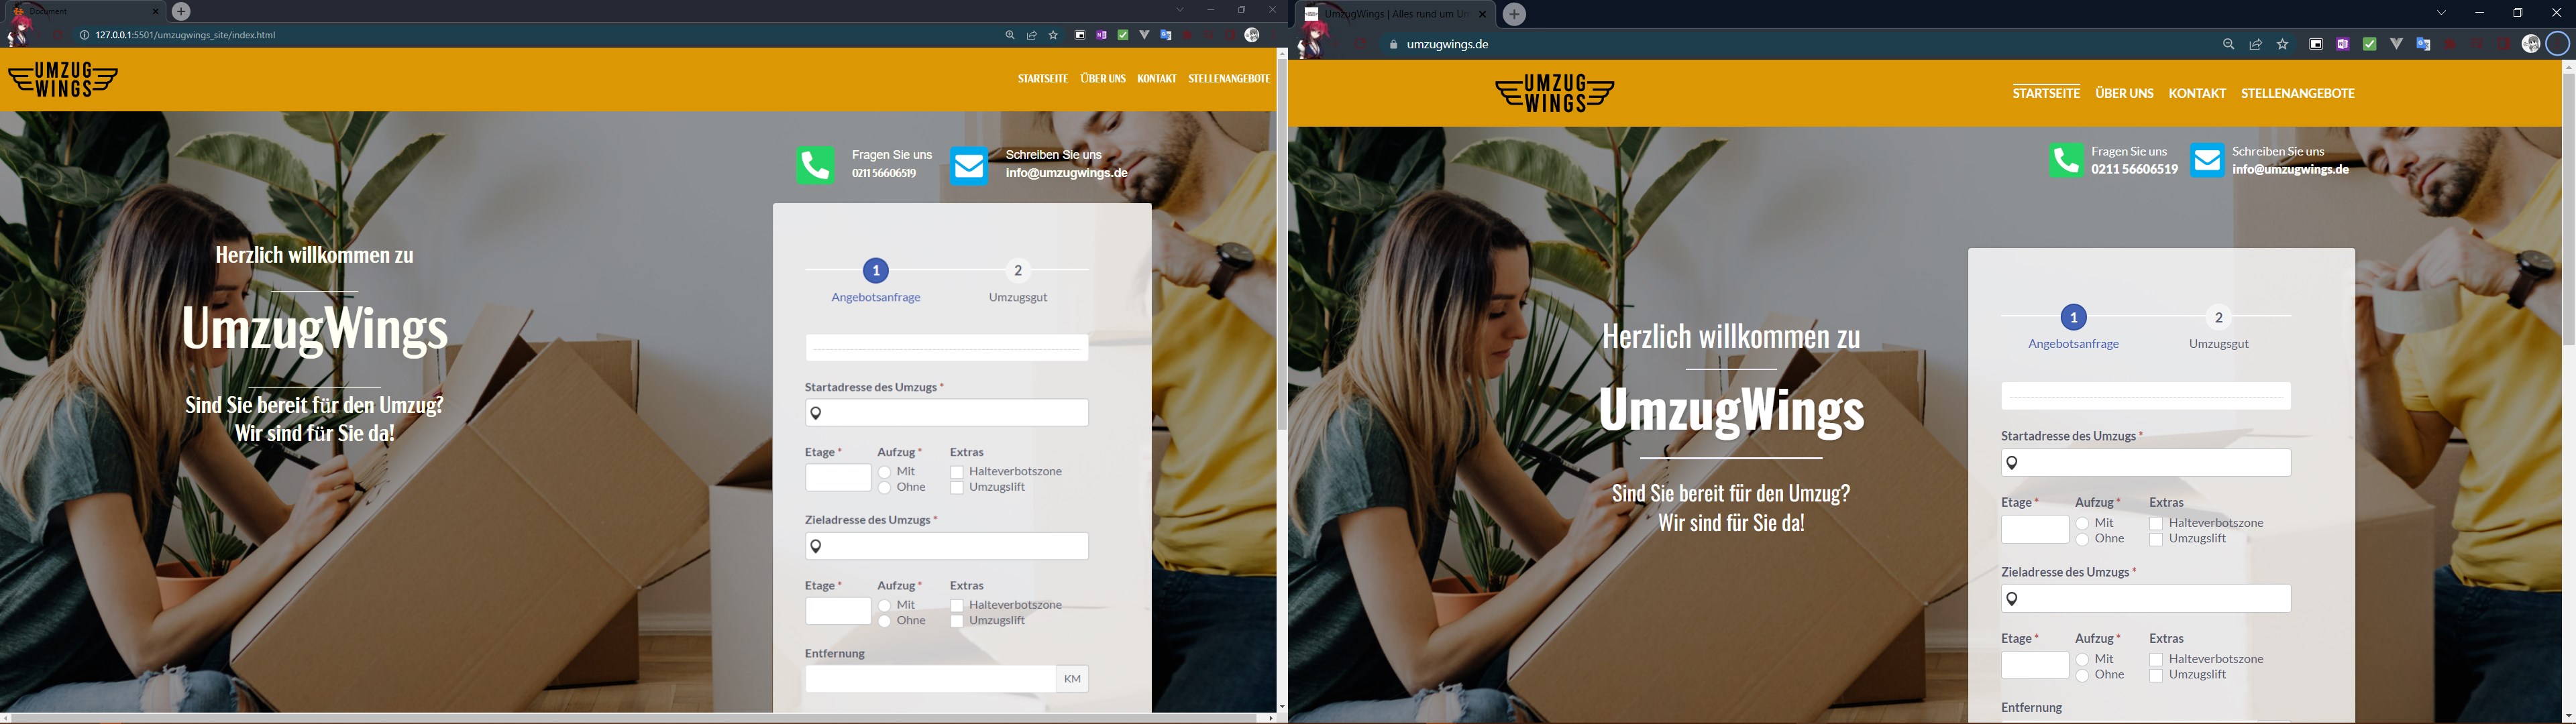 Document
127.0.0.1:5501/umzugwings_site/index.html
UMZUG
WINGS
STARTSEITE ÜBER UNS KONTAKT STELLENANGEBOTE
Fragen Sie uns
0211 56606519
Schreiben Sie uns
info@umzugwings.de
Herzlich willkommen zu
UmzugWings
Sind Sie bereit für den Umzug?
Wir sind für Sie da!
1 2
Angebotsanfrage Umzugsgut
Startadresse des Umzugs *
Etage * Aufzug * Extras
Mit Halteverbotszone
Ohne Umzugslift
Zieladresse des Umzugs *
Etage * Aufzug * Extras
Mit Halteverbotszone
Ohne Umzugslift
Entfernung
KM
UmzugWings | Alles rund um Um
umzugwings.de
UMZUG
WINGS
STARTSEITE ÜBER UNS KONTAKT STELLENANGEBOTE
Fragen Sie uns
0211 56606519
Schreiben Sie uns
info@umzugwings.de
Herzlich willkommen zu
UmzugWings
Sind Sie bereit für den Umzug?
Wir sind für Sie da!
1 2
Angebotsanfrage Umzugsgut
Startadresse des Umzugs *
Etage * Aufzug * Extras
Mit Halteverbotszone
Ohne Umzugslift
Zieladresse des Umzugs *
Etage * Aufzug * Extras
Mit Halteverbotszone
Ohne Umzugslift
Entfernung